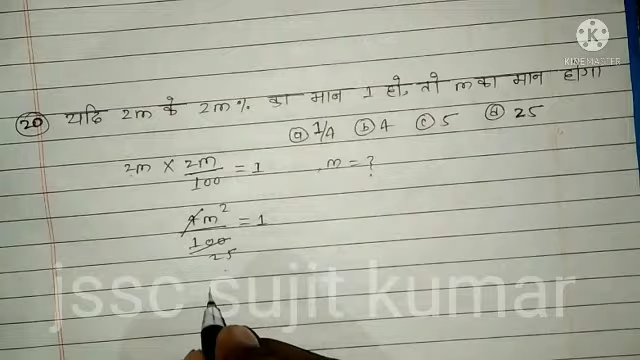 KINEMASTER
20 यदि 2m के 2m% का मान 1 हो, तो m का मान होगा
(a) 1/4 (b) 4 (c) 5 (d) 25
2m × 2m/100 = 1 , m = ?
4m²/100 = 1
25
jssc sujit kumar